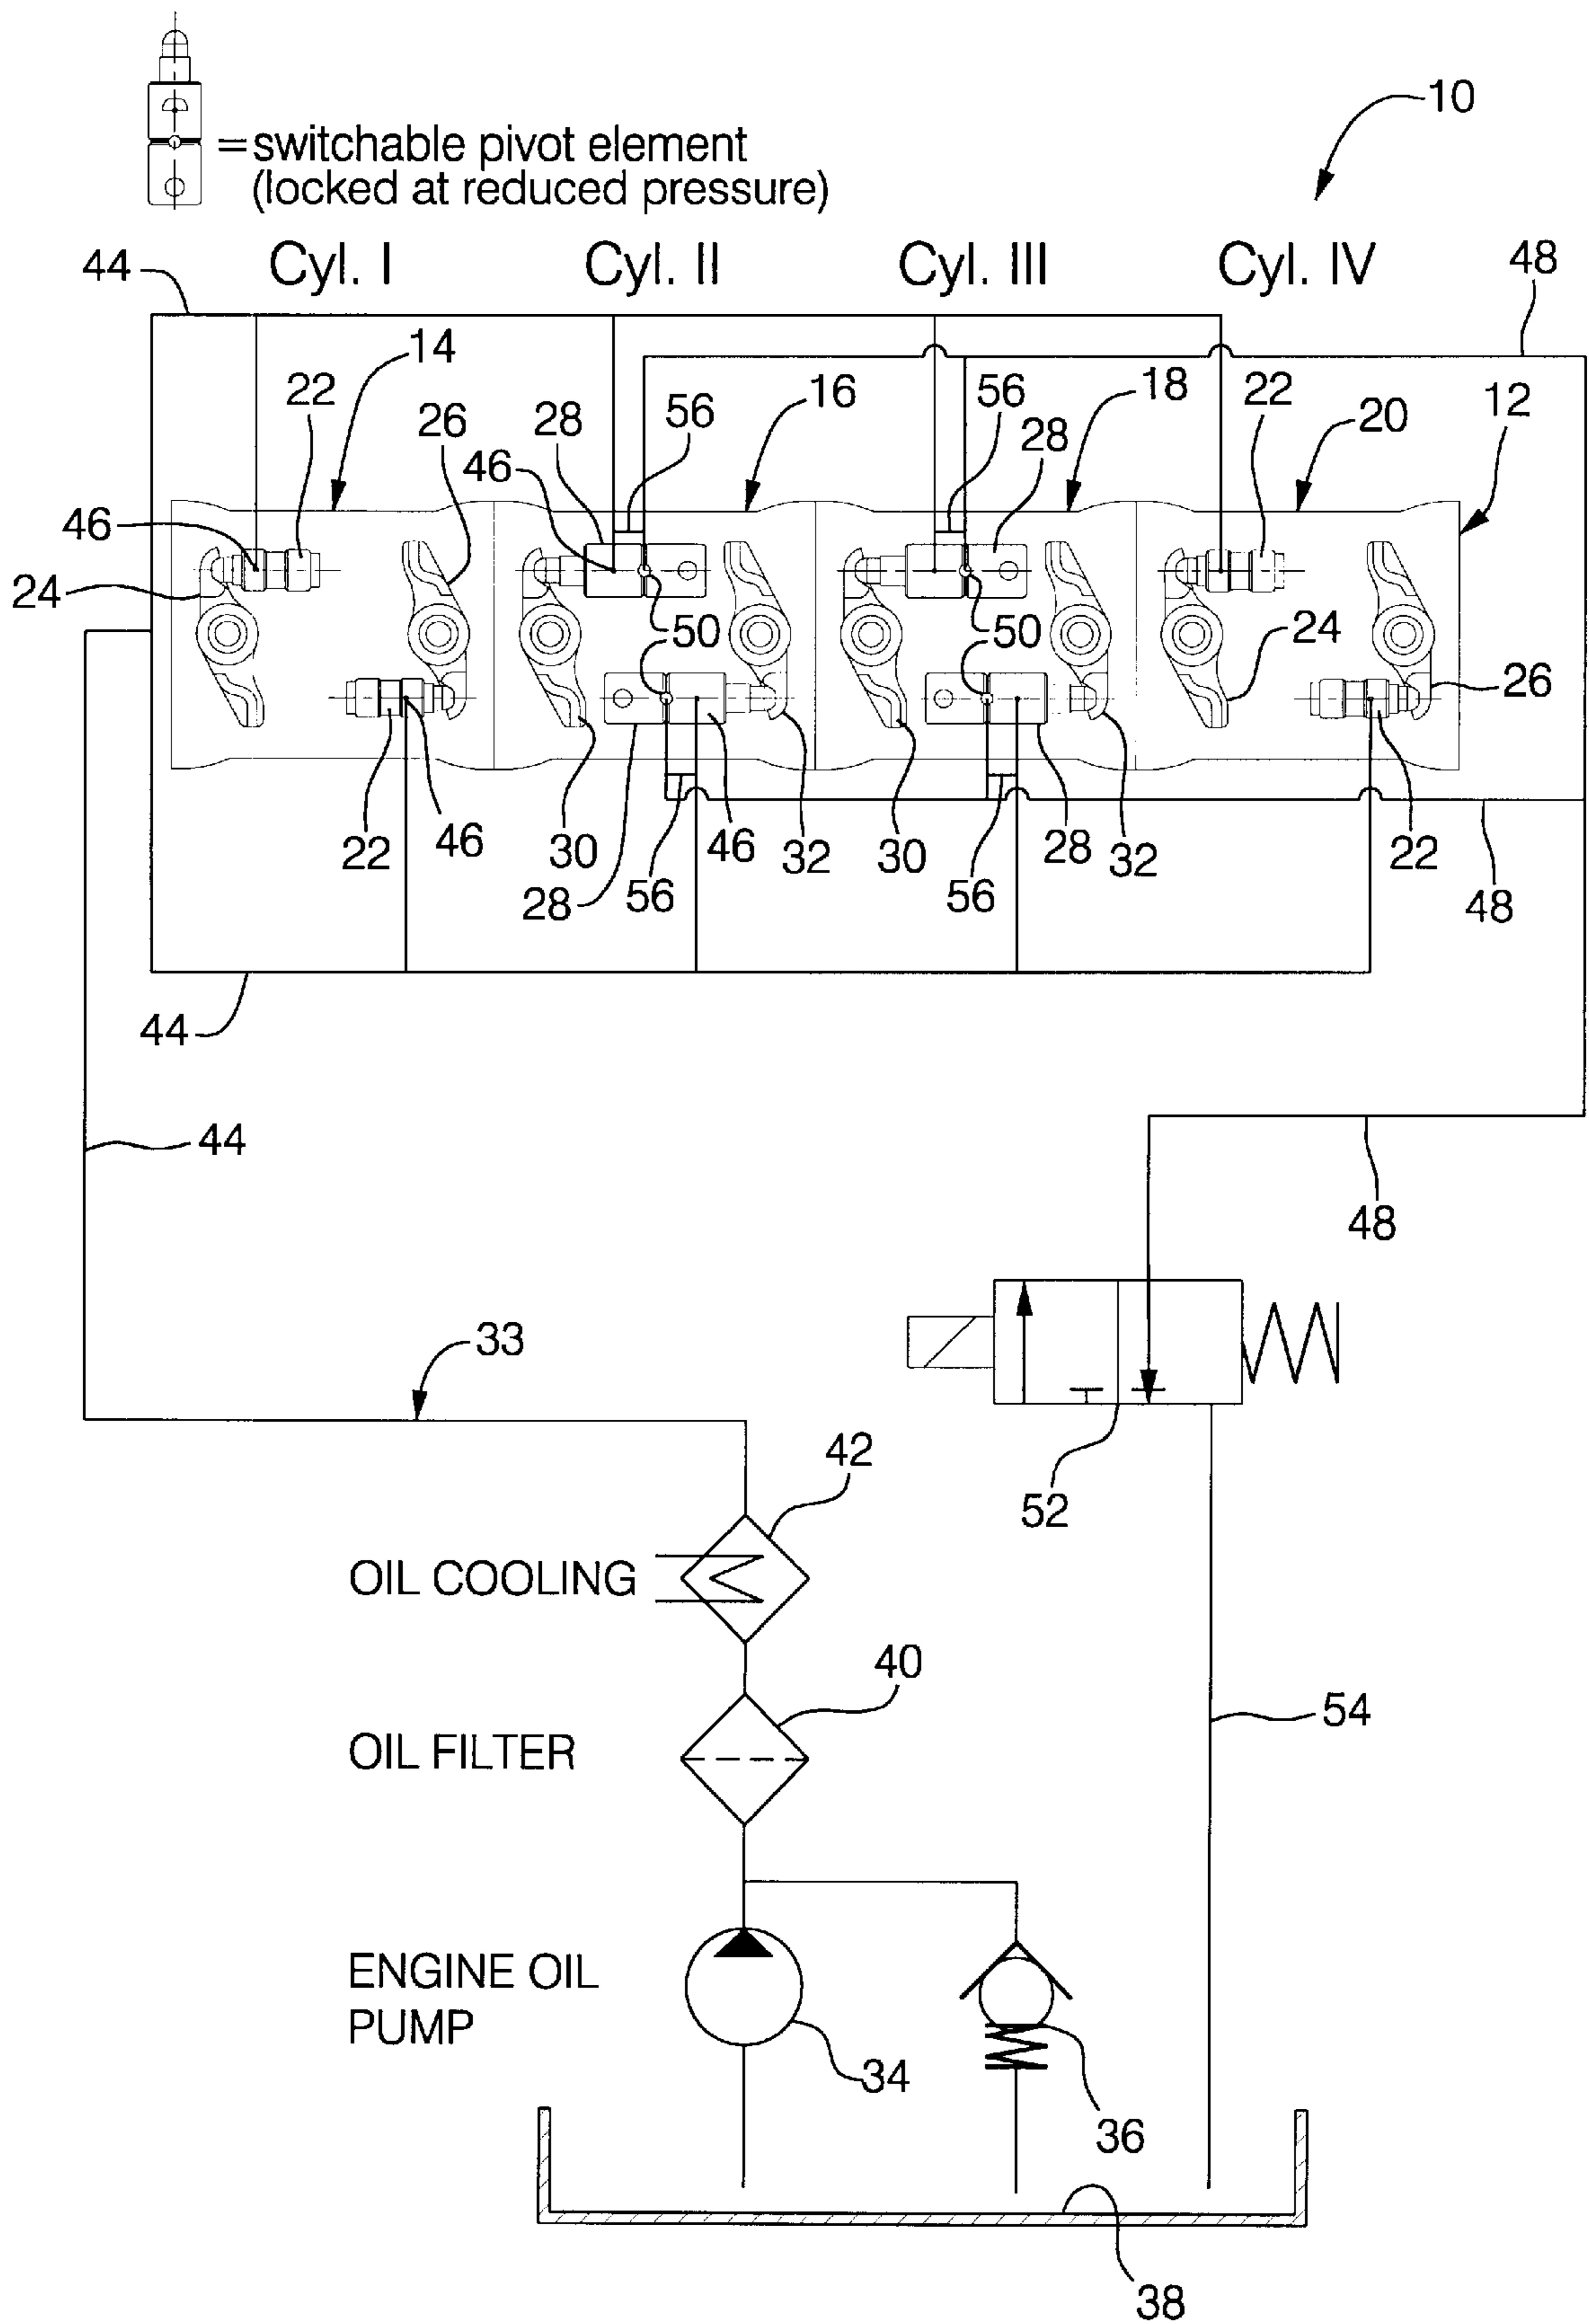 10
= switchable pivot element
(locked at reduced pressure)
44 Cyl. I Cyl. II Cyl. III Cyl. IV 48
14
22 26 28 46 56 16 56 28 18 22 20 12
46
24 50 50 24
26
22 46 30 28 56 46 32 30 56 28 32 22
48
44
44
48
33
52
42
OIL COOLING
40
OIL FILTER
54
ENGINE OIL
PUMP
34
36
38